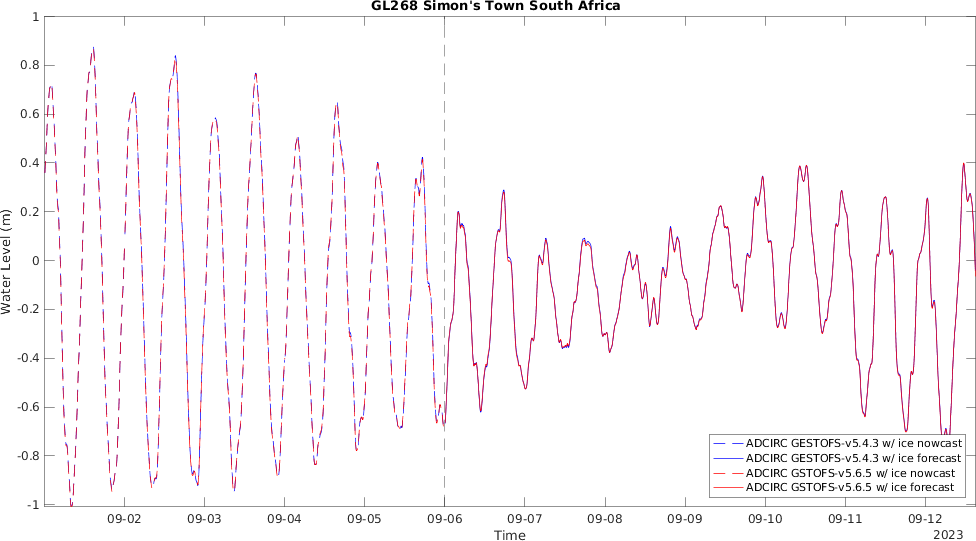 GL268 Simon's Town South Africa
1
0.8
0.6
0.4
0.2
0
-0.2
-0.4
-0.6
-0.8
-1
Water Level (m)
ADCIRC GESTOFS-v5.4.3 w/ ice nowcast
ADCIRC GESTOFS-v5.4.3 w/ ice forecast
ADCIRC GSTOFS-v5.6.5 w/ ice nowcast
ADCIRC GSTOFS-v5.6.5 w/ ice forecast
09-02 09-03 09-04 09-05 09-06 09-07 09-08 09-09 09-10 09-11 09-12
Time
2023